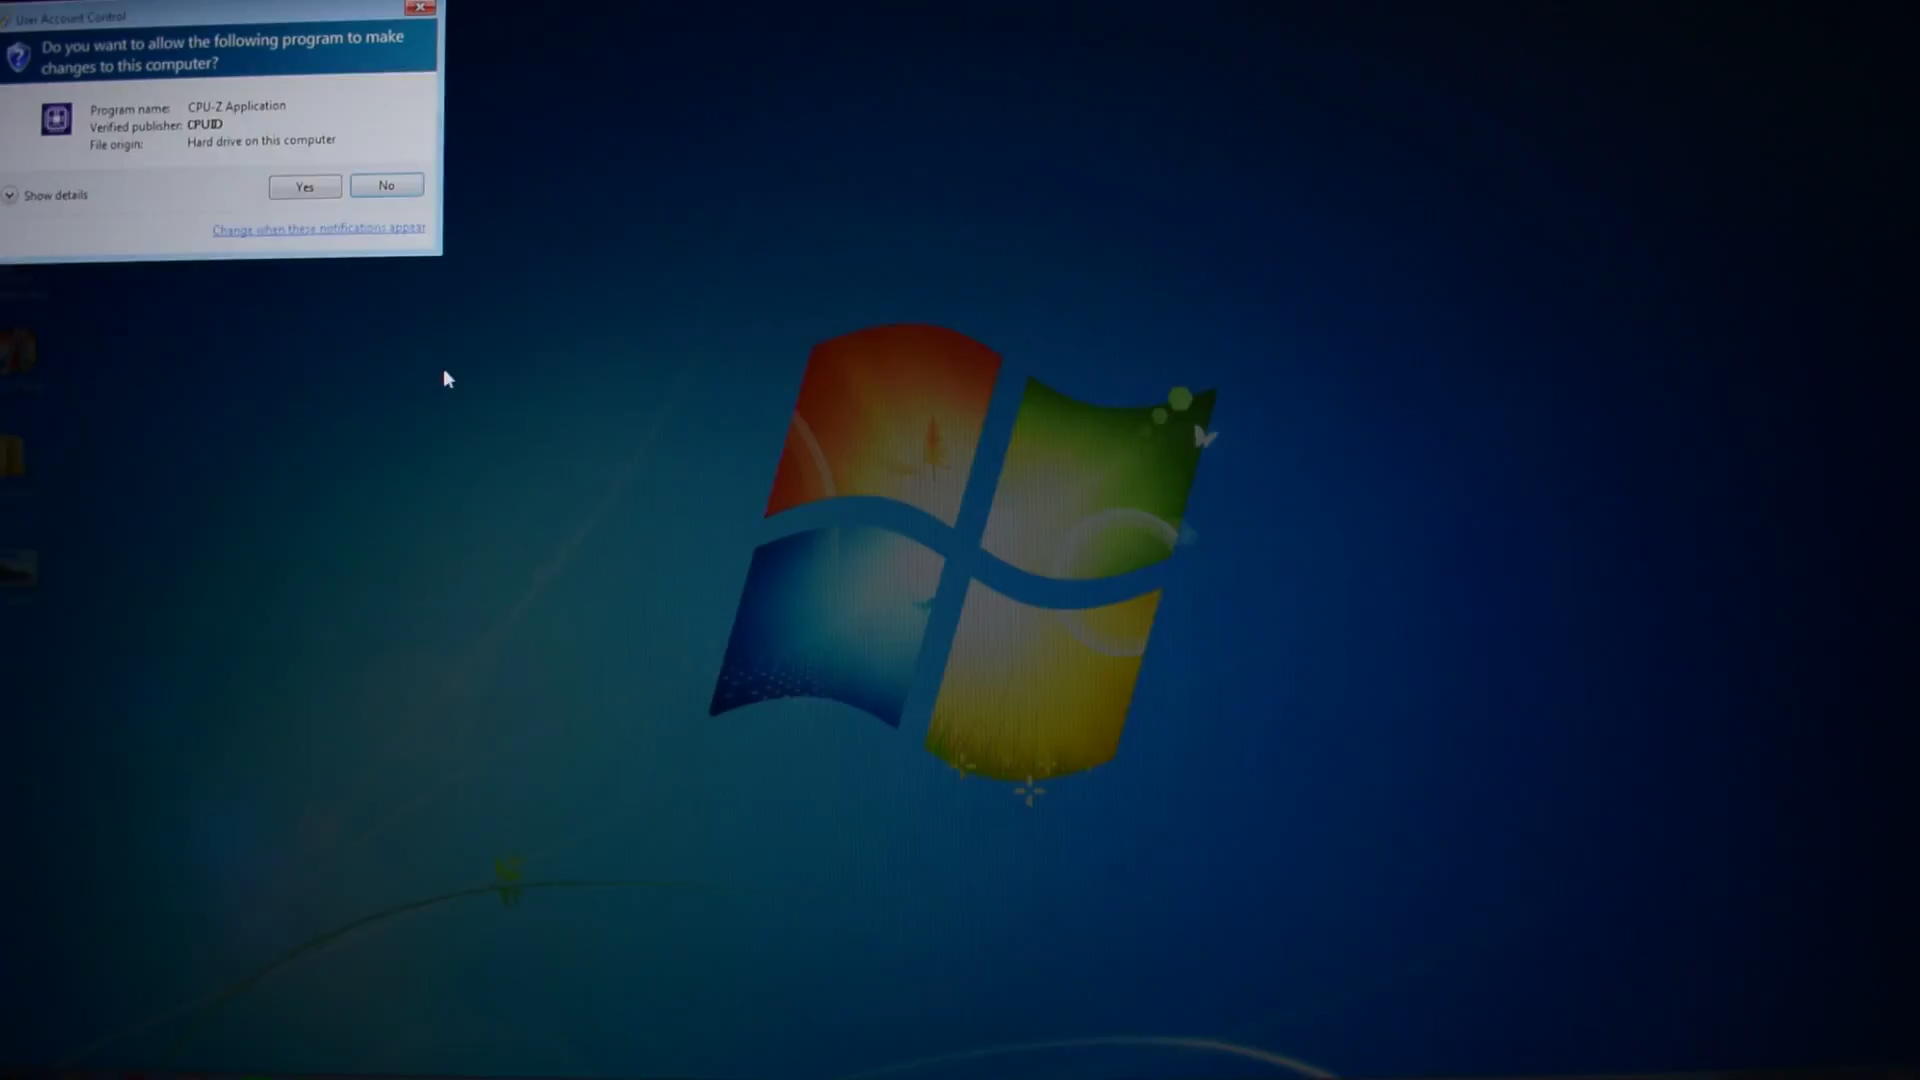 User Account Control
Do you want to allow the following program to make
changes to this computer?
Program name: CPU-Z Application
Verified publisher: CPUID
File origin: Hard drive on this computer
Show details
Yes
No
Change when these notifications appear